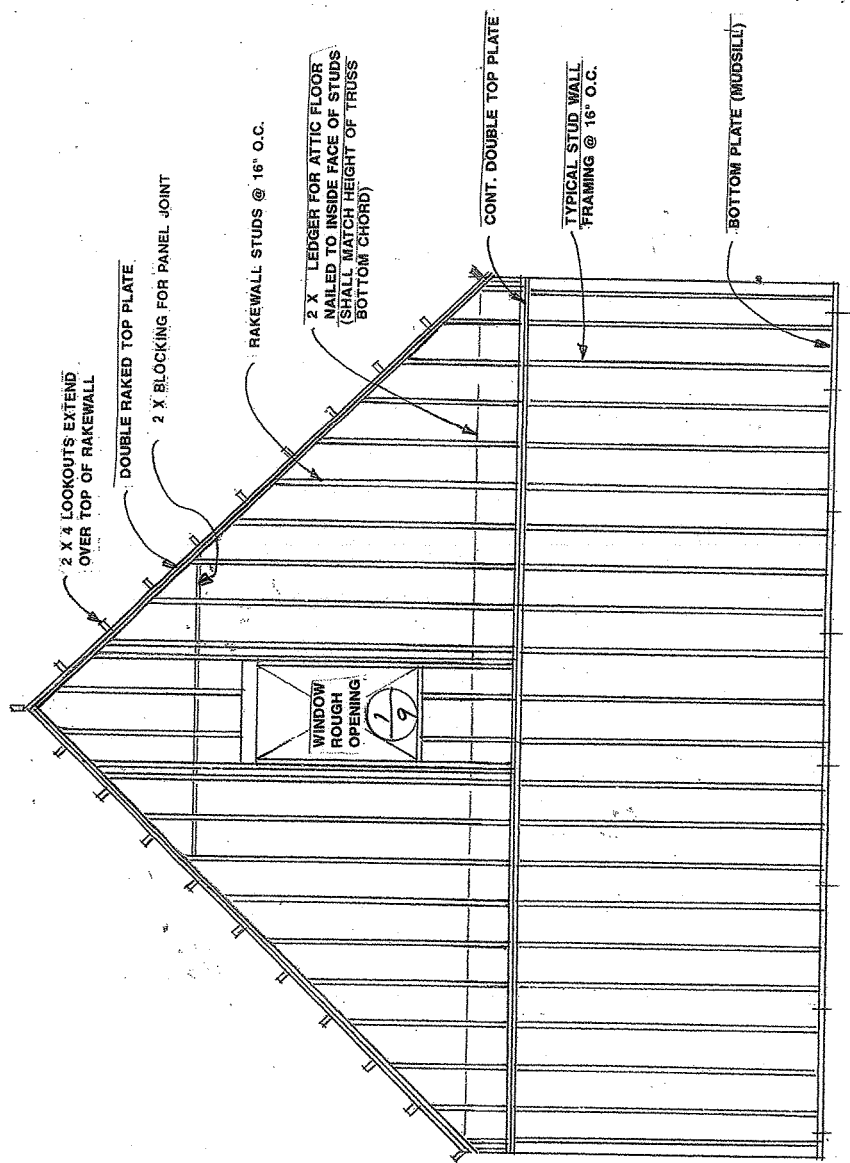 2 X 4 LOOKOUTS EXTEND
OVER TOP OF RAKEWALL
DOUBLE RAKED TOP PLATE
2 X BLOCKING FOR PANEL JOINT
RAKEWALL STUDS @ 16" O.C.
2 X LEDGER FOR ATTIC FLOOR
NAILED TO INSIDE FACE OF STUDS
(SHALL MATCH HEIGHT OF TRUSS
BOTTOM CHORD)
CONT. DOUBLE TOP PLATE
TYPICAL STUD WALL
FRAMING @ 16" O.C.
BOTTOM PLATE (MUDSILL)
WINDOW
ROUGH
OPENING
1
9